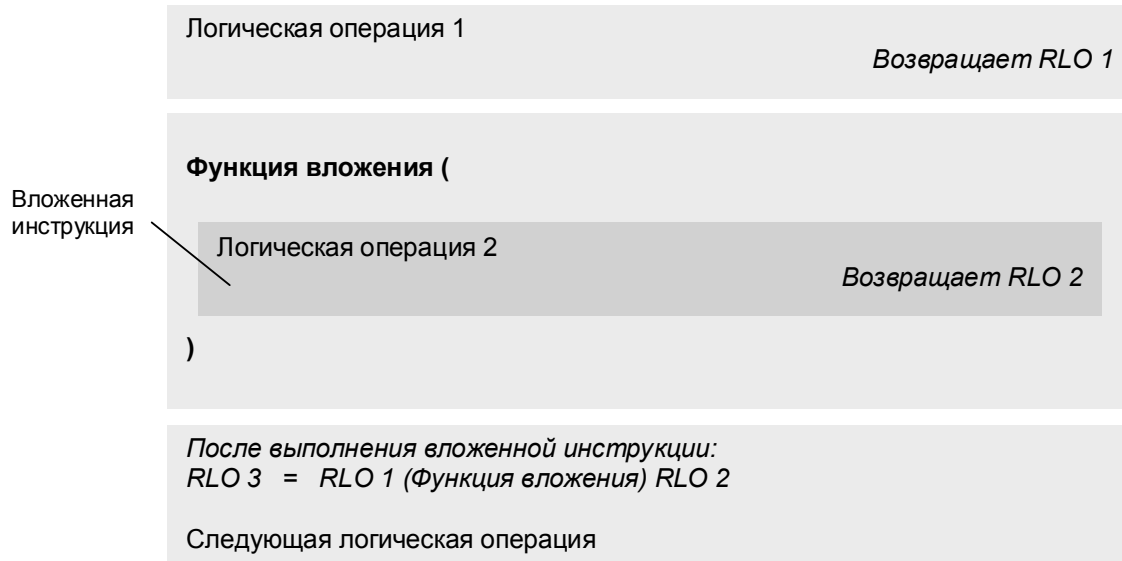 Логическая операция 1
Возвращает RLO 1
Функция вложения (
Вложенная
инструкция
Логическая операция 2
Возвращает RLO 2
)
После выполнения вложенной инструкции:
RLO 3 = RLO 1 (Функция вложения) RLO 2
Следующая логическая операция